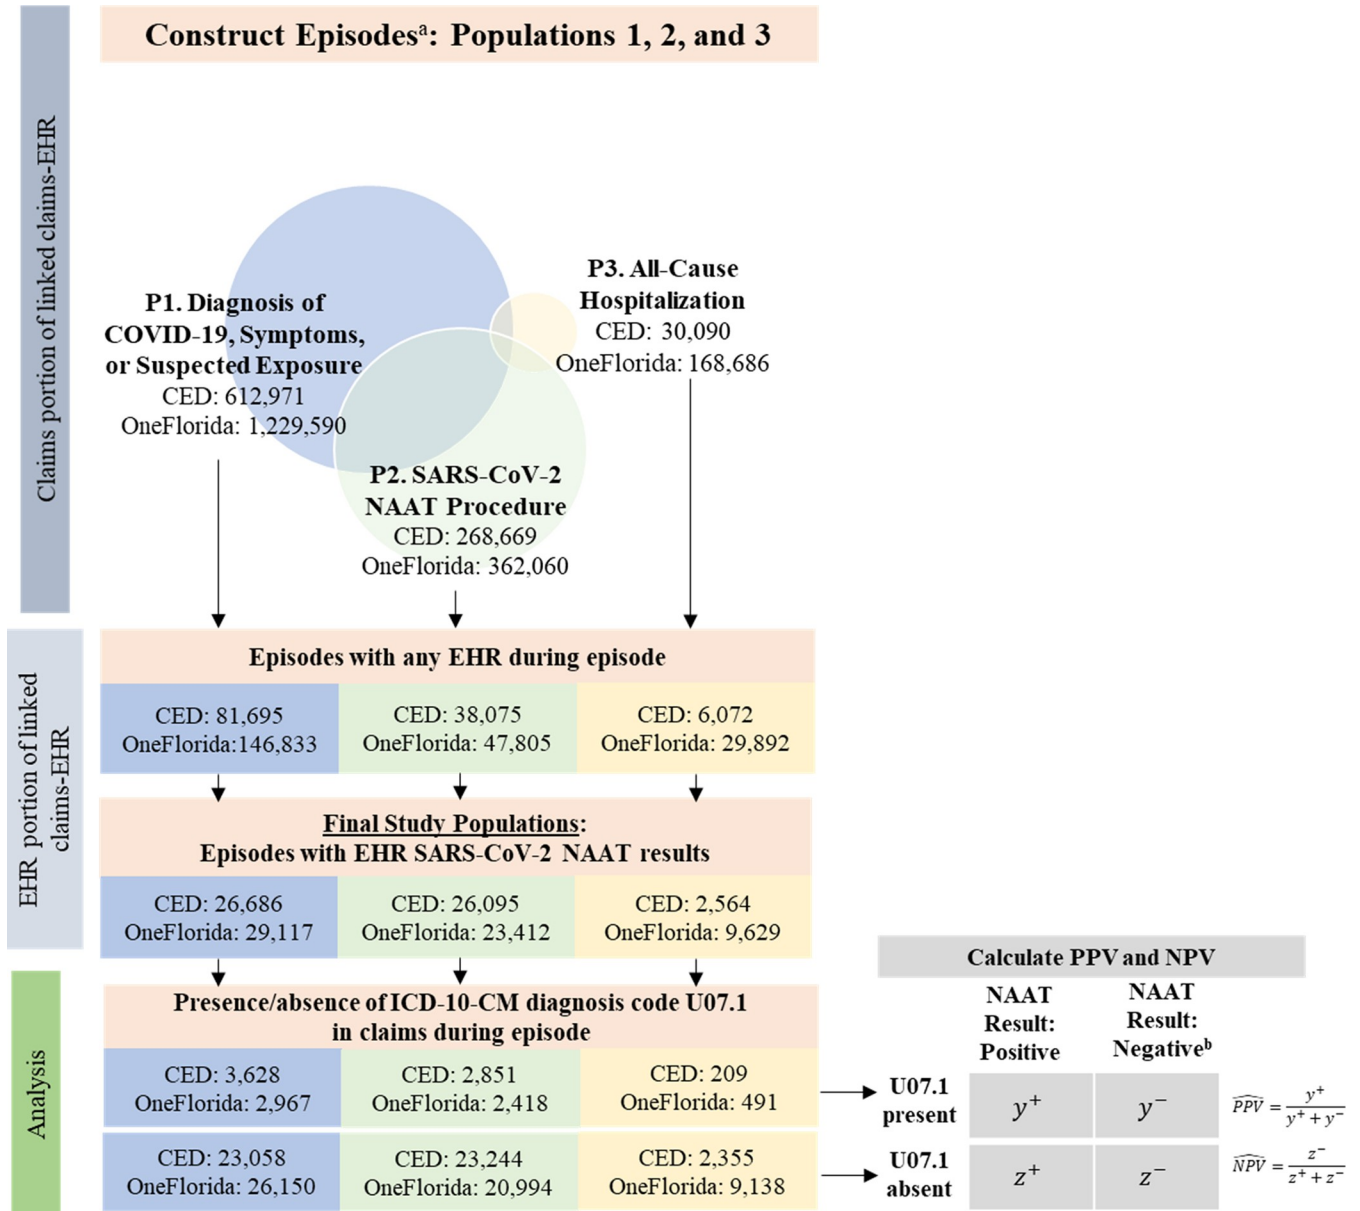 Construct Episodesᵃ: Populations 1, 2, and 3
Claims portion of linked claims-EHR
P1. Diagnosis of
COVID-19, Symptoms,
or Suspected Exposure
CED: 612,971
OneFlorida: 1,229,590
P3. All-Cause
Hospitalization
CED: 30,090
OneFlorida: 168,686
P2. SARS-CoV-2
NAAT Procedure
CED: 268,669
OneFlorida: 362,060
EHR portion of linked
claims-EHR
Episodes with any EHR during episode
CED: 81,695
OneFlorida:146,833
CED: 38,075
OneFlorida: 47,805
CED: 6,072
OneFlorida: 29,892
Final Study Populations:
Episodes with EHR SARS-CoV-2 NAAT results
CED: 26,686
OneFlorida: 29,117
CED: 26,095
OneFlorida: 23,412
CED: 2,564
OneFlorida: 9,629
Analysis
Presence/absence of ICD-10-CM diagnosis code U07.1
in claims during episode
CED: 3,628
OneFlorida: 2,967
CED: 2,851
OneFlorida: 2,418
CED: 209
OneFlorida: 491
CED: 23,058
OneFlorida: 26,150
CED: 23,244
OneFlorida: 20,994
CED: 2,355
OneFlorida: 9,138
Calculate PPV and NPV
NAAT
Result:
Positive
NAAT
Result:
Negativeᵇ
U07.1
present
y⁺
y⁻
P̂P̂V̂ = y⁺ / (y⁺ + y⁻)
U07.1
absent
z⁺
z⁻
N̂P̂V̂ = z⁻ / (z⁺ + z⁻)